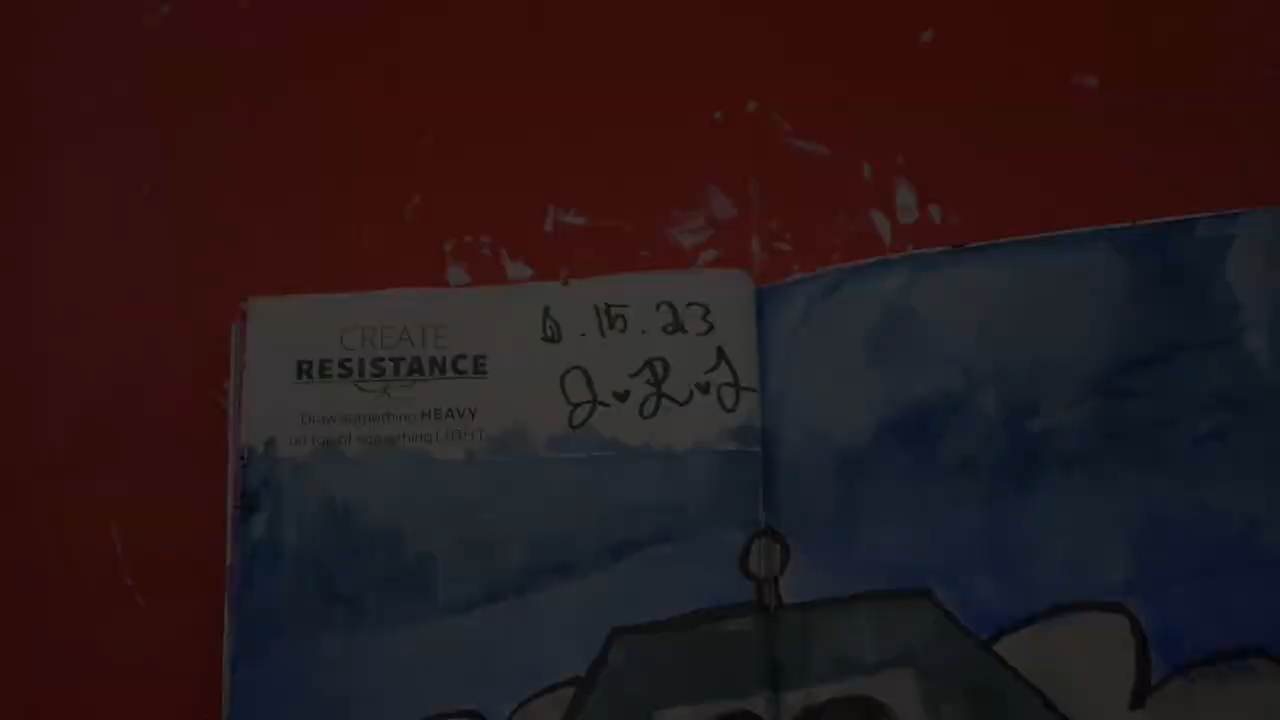 CREATE
RESISTANCE
Draw something HEAVY
on top of something LIGHT
6.15.23
J♥R♥L